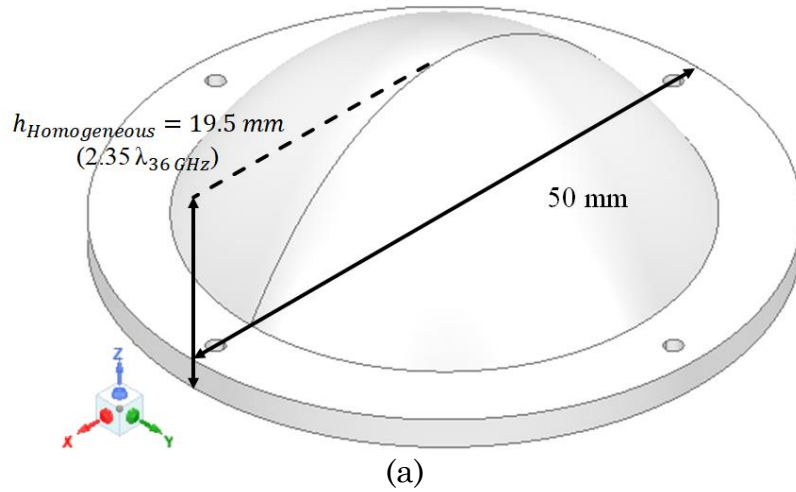 h_Homogeneous = 19.5 mm
(2.35 λ_36 GHz)
50 mm
Z
X
Y
(a)